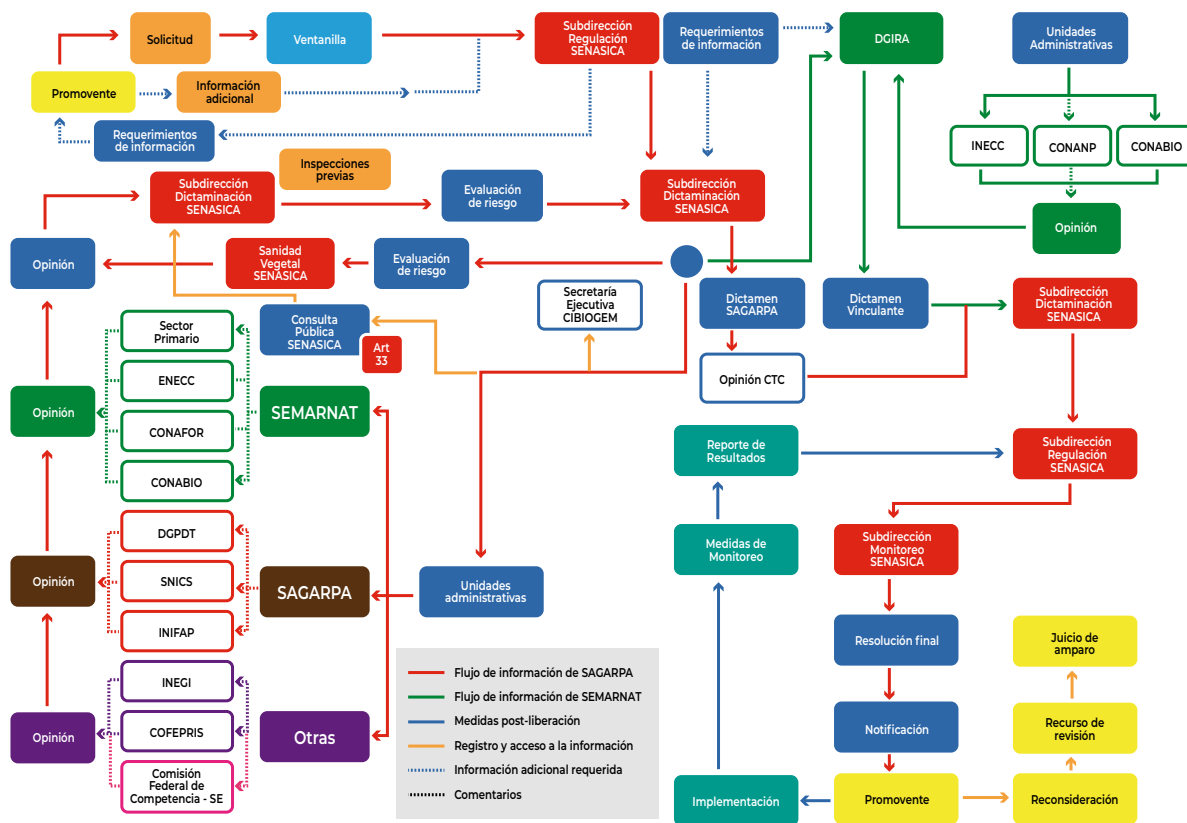 Solicitud
Ventanilla
Subdirección
Regulación
SENASICA
Requerimientos
de información
DGIRA
Unidades
Administrativas
Promovente
Información
adicional
Requerimientos
de información
INECC
CONANP
CONABIO
Inspecciones
previas
Subdirección
Dictaminación
SENASICA
Evaluación
de riesgo
Subdirección
Dictaminación
SENASICA
Opinión
Opinión
Sanidad
Vegetal
SENASICA
Evaluación
de riesgo
Secretaría
Ejecutiva
CIBIOGEM
Dictamen
SAGARPA
Dictamen
Vinculante
Subdirección
Dictaminación
SENASICA
Consulta
Pública
SENASICA
Art
33
Sector
Primario
ENECC
Opinión CTC
Opinión
SEMARNAT
CONAFOR
CONABIO
Reporte de
Resultados
Subdirección
Regulación
SENASICA
DGPDT
Medidas de
Monitoreo
Subdirección
Monitoreo
SENASICA
Opinión
SNICS
SAGARPA
Unidades
administrativas
INIFAP
Resolución final
Juicio de
amparo
INEGI
Opinión
COFEPRIS
Otras
Notificación
Recurso de
revisión
Comisión
Federal de
Competencia - SE
Implementación
Promovente
Reconsideración
Flujo de información de SAGARPA
Flujo de información de SEMARNAT
Medidas post-liberación
Registro y acceso a la información
Información adicional requerida
Comentarios